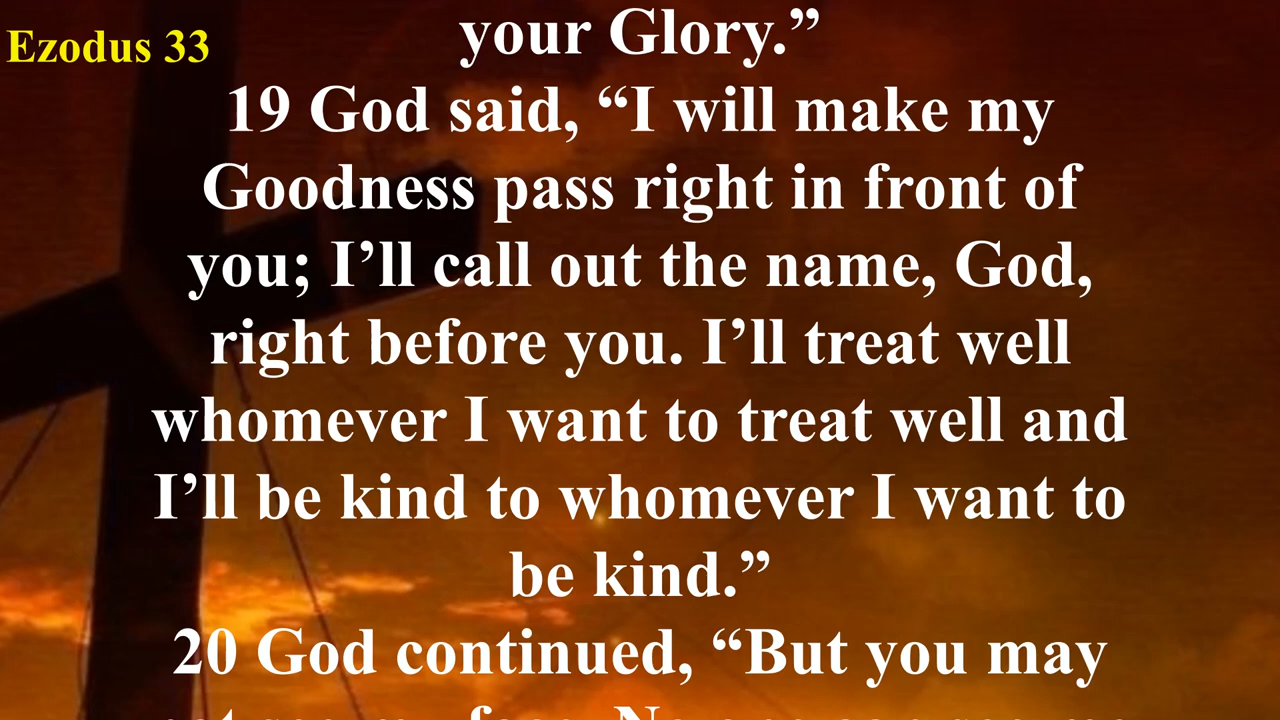 Ezodus 33
your Glory.”
19 God said, “I will make my
Goodness pass right in front of
you; I’ll call out the name, God,
right before you. I’ll treat well
whomever I want to treat well and
I’ll be kind to whomever I want to
be kind.”
20 God continued, “But you may